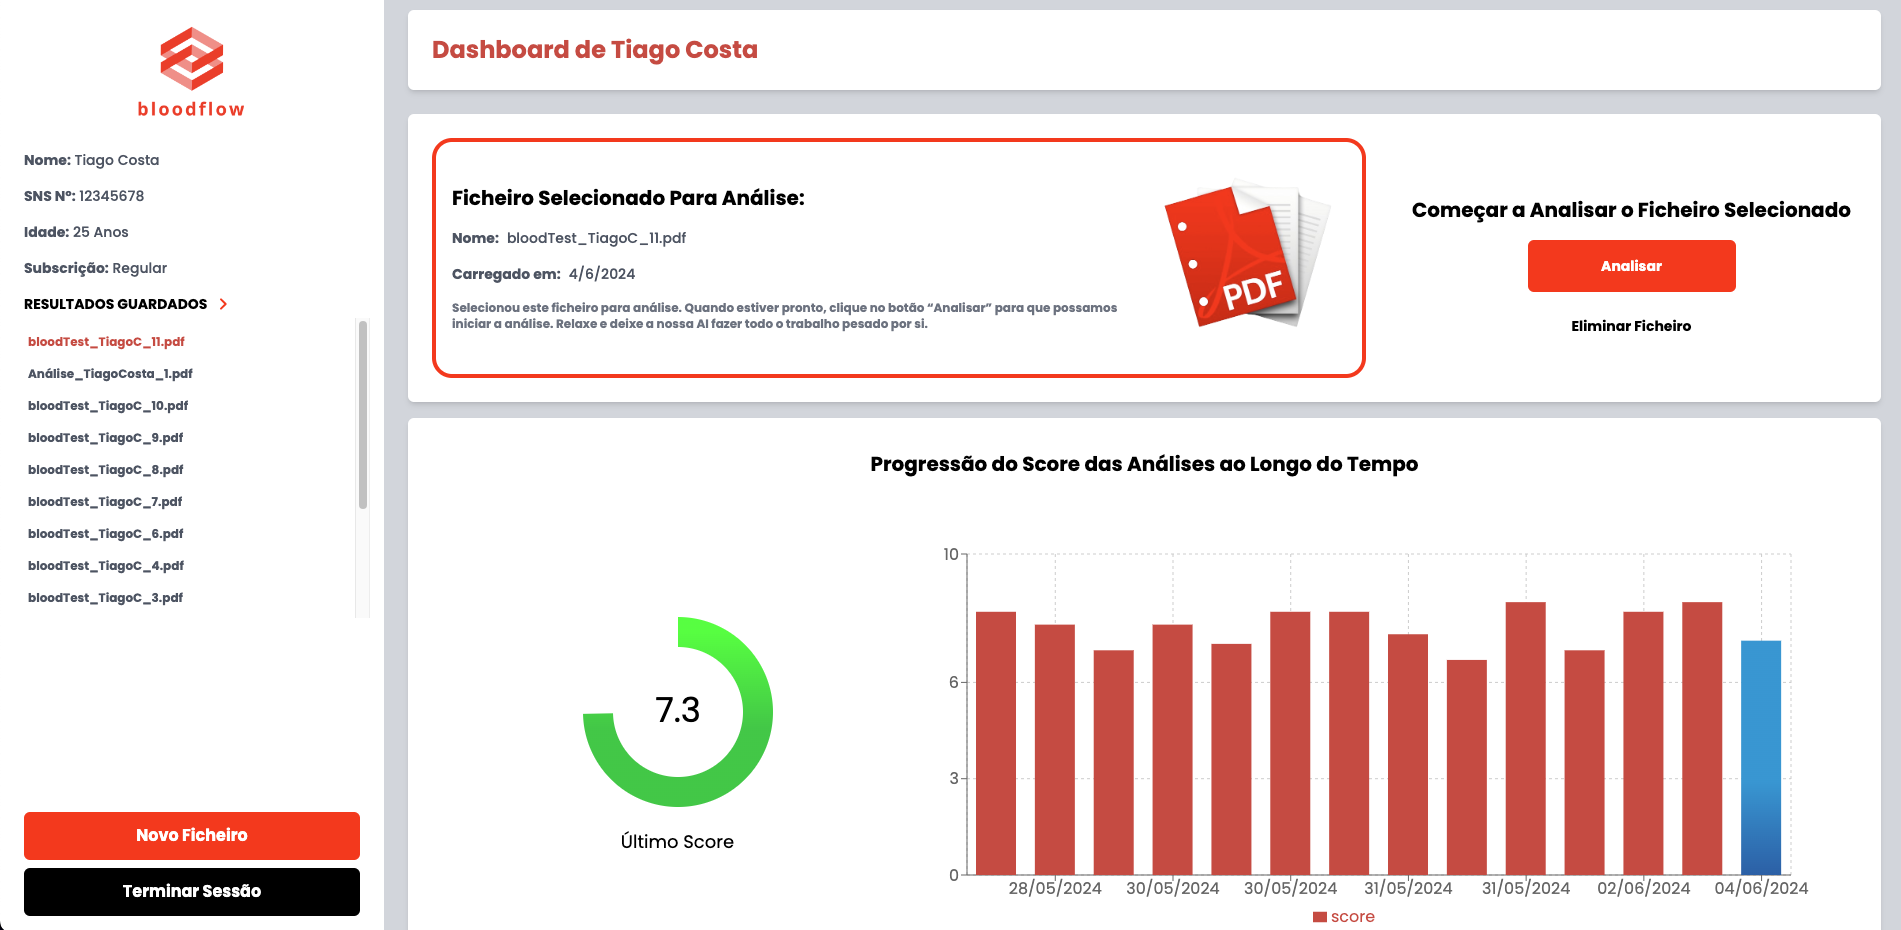 bloodflow
Nome: Tiago Costa
SNS Nº: 12345678
Idade: 25 Anos
Subscrição: Regular
RESULTADOS GUARDADOS
bloodTest_TiagoC_11.pdf
Análise_TiagoCosta_1.pdf
bloodTest_TiagoC_10.pdf
bloodTest_TiagoC_9.pdf
bloodTest_TiagoC_8.pdf
bloodTest_TiagoC_7.pdf
bloodTest_TiagoC_6.pdf
bloodTest_TiagoC_4.pdf
bloodTest_TiagoC_3.pdf
Novo Ficheiro
Terminar Sessão
Dashboard de Tiago Costa
Ficheiro Selecionado Para Análise:
Nome: bloodTest_TiagoC_11.pdf
Carregado em: 4/6/2024
Selecionou este ficheiro para análise. Quando estiver pronto, clique no botão “Analisar” para que possamos
iniciar a análise. Relaxe e deixe a nossa AI fazer todo o trabalho pesado por si.
PDF
Começar a Analisar o Ficheiro Selecionado
Analisar
Eliminar Ficheiro
Progressão do Score das Análises ao Longo do Tempo
7.3
Último Score
10
6
3
0
28/05/2024 30/05/2024 30/05/2024 31/05/2024 31/05/2024 02/06/2024 04/06/2024
score